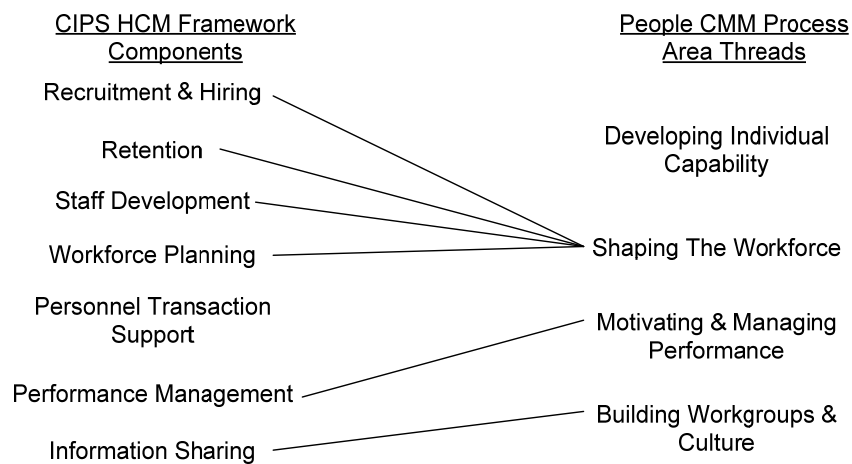 CIPS HCM Framework
Components
Recruitment & Hiring
Retention
Staff Development
Workforce Planning
Personnel Transaction
Support
Performance Management
Information Sharing
People CMM Process
Area Threads
Developing Individual
Capability
Shaping The Workforce
Motivating & Managing
Performance
Building Workgroups &
Culture